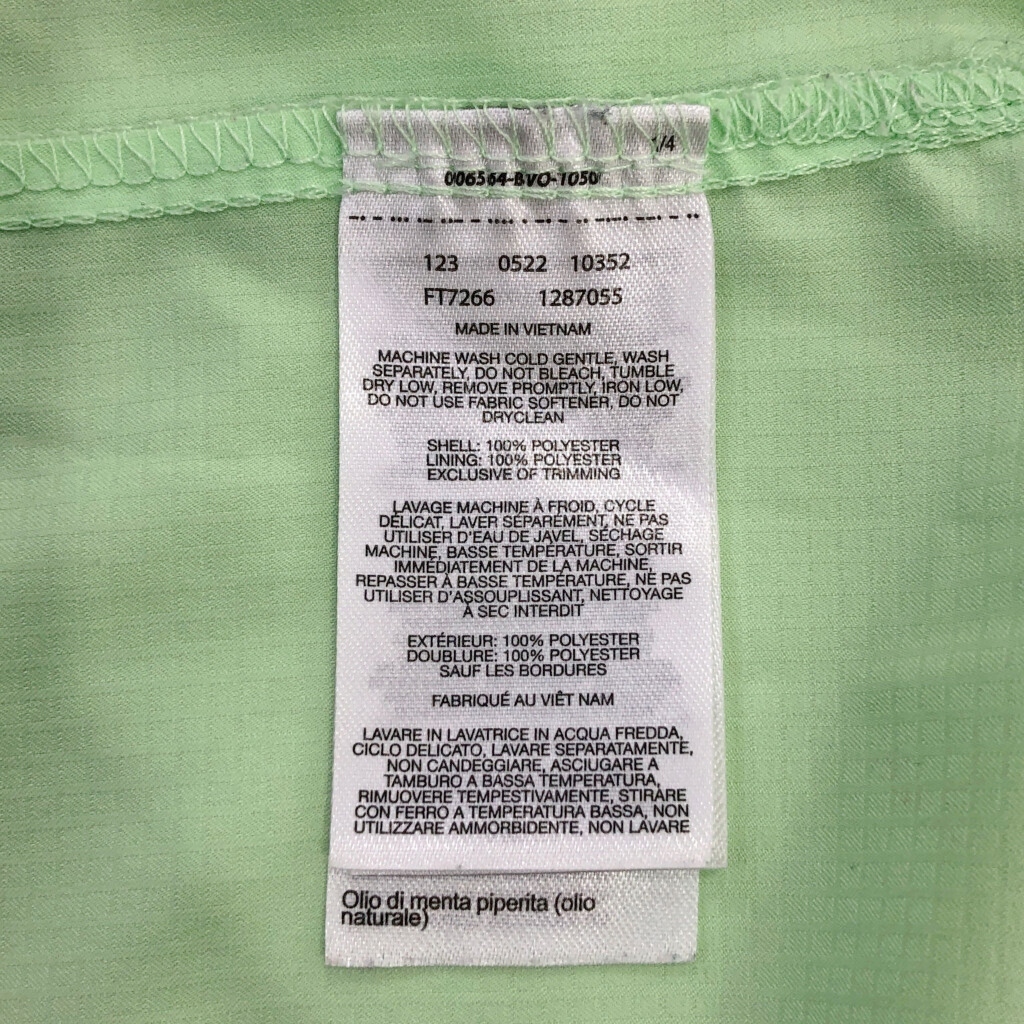 1/4
006564-BVO-1050
123 0522 10352
FT7266 1287055
MADE IN VIETNAM
MACHINE WASH COLD GENTLE, WASH
SEPARATELY, DO NOT BLEACH, TUMBLE
DRY LOW, REMOVE PROMPTLY, IRON LOW,
DO NOT USE FABRIC SOFTENER, DO NOT
DRYCLEAN
SHELL: 100% POLYESTER
LINING: 100% POLYESTER
EXCLUSIVE OF TRIMMING
LAVAGE MACHINE À FROID, CYCLE
DÉLICAT, LAVER SÉPARÉMENT, NE PAS
UTILISER D'EAU DE JAVEL, SÉCHAGE
MACHINE, BASSE TEMPÉRATURE, SORTIR
IMMÉDIATEMENT DE LA MACHINE,
REPASSER À BASSE TEMPÉRATURE, NE PAS
UTILISER D'ASSOUPLISSANT, NETTOYAGE
À SEC INTERDIT
EXTÉRIEUR: 100% POLYESTER
DOUBLURE: 100% POLYESTER
SAUF LES BORDURES
FABRIQUÉ AU VIÊT NAM
LAVARE IN LAVATRICE IN ACQUA FREDDA,
CICLO DELICATO, LAVARE SEPARATAMENTE,
NON CANDEGGIARE, ASCIUGARE A
TAMBURO A BASSA TEMPERATURA,
RIMUOVERE TEMPESTIVAMENTE, STIRARE
CON FERRO A TEMPERATURA BASSA, NON
UTILIZZARE AMMORBIDENTE, NON LAVARE
Olio di menta piperita (olio
naturale)